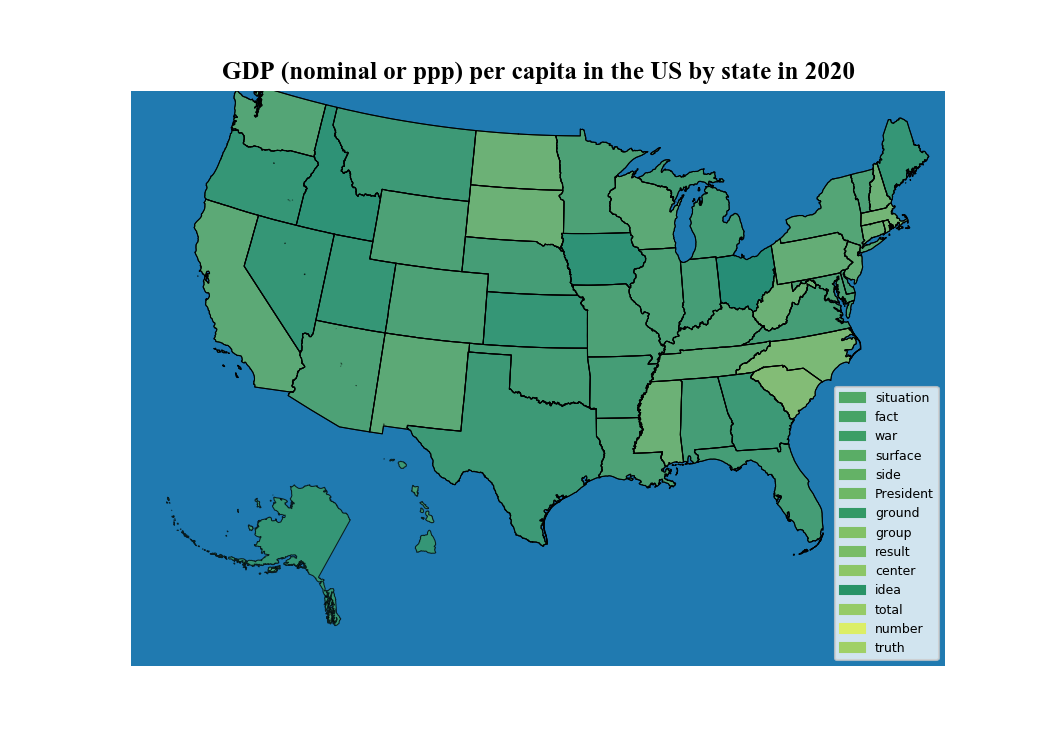 GDP (nominal or ppp) per capita in the US by state in 2020
situation
fact
war
surface
side
President
ground
group
result
center
idea
total
number
truth